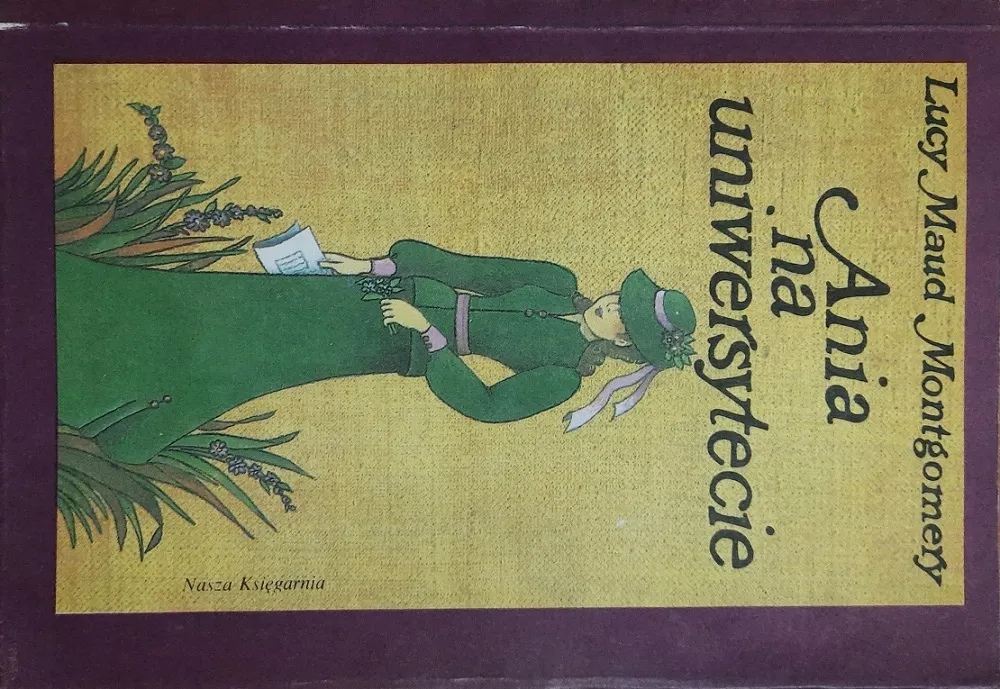 Lucy Maud Montgomery
Ania
na
uniwersytecie
Nasza Księgarnia